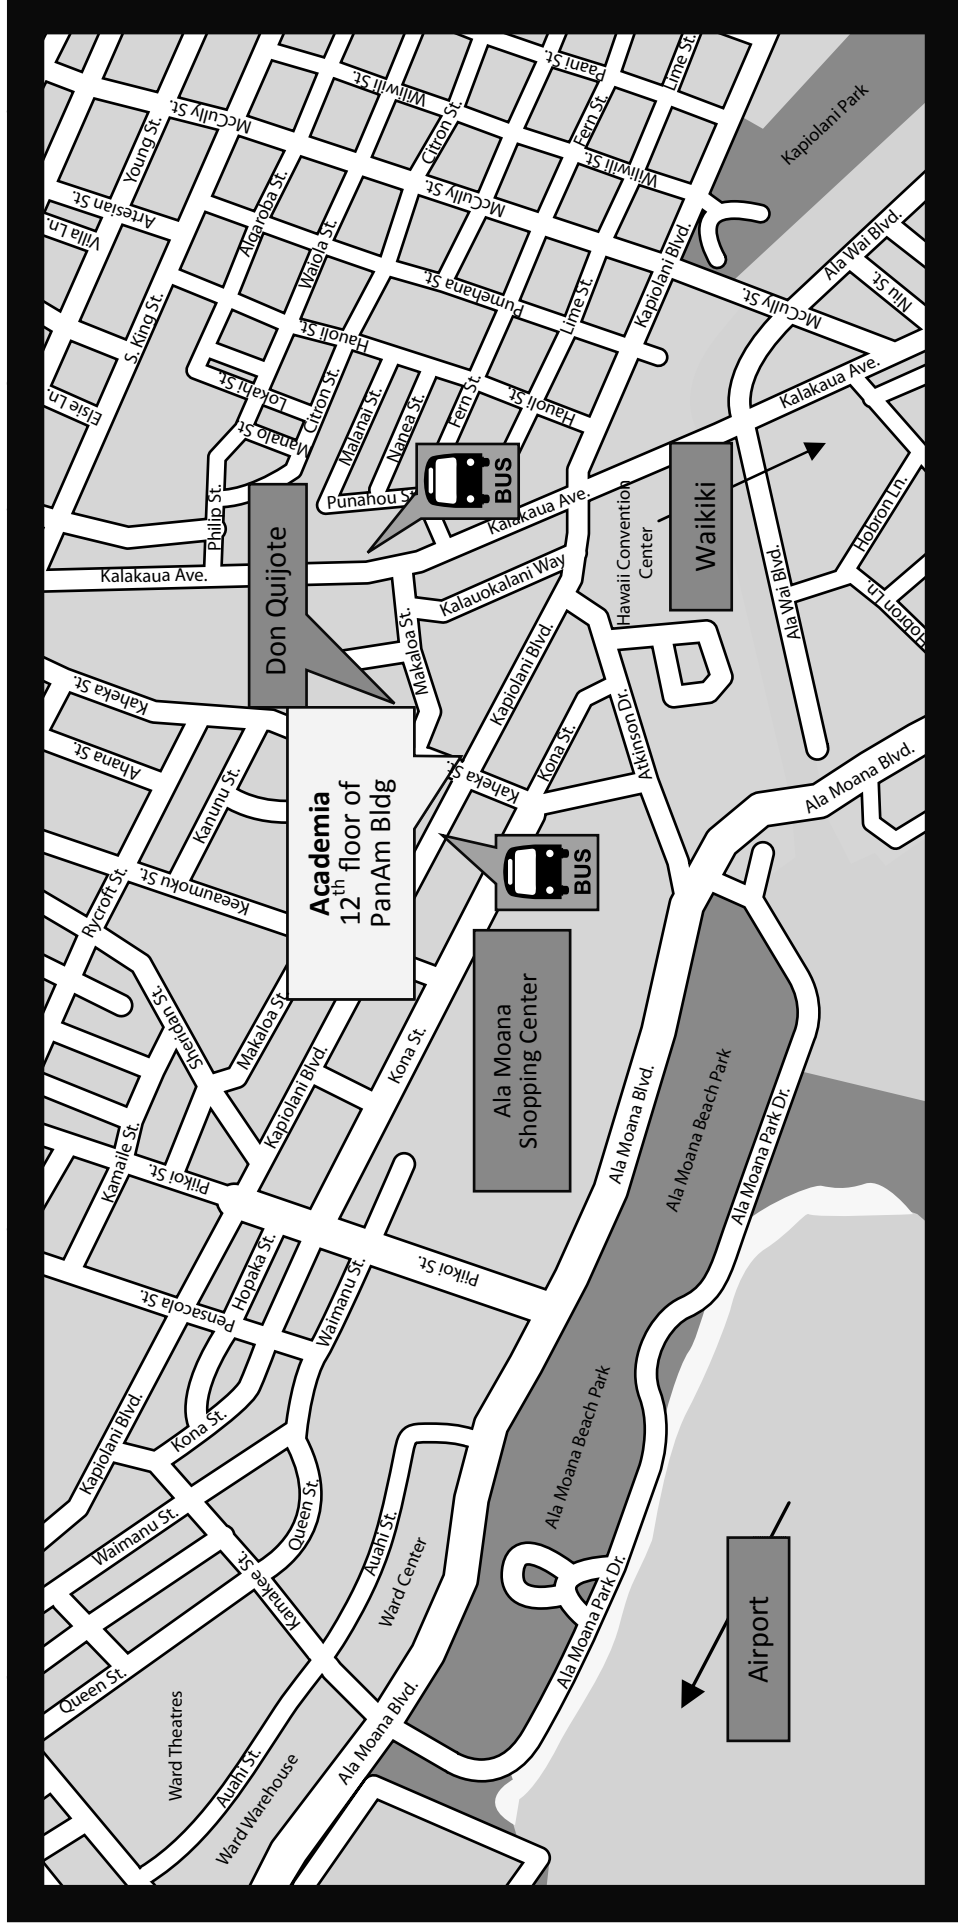 Paani St.
Lime St.
Wiliwili St.
Citron St.
Fern St.
Kapiolani Park
McCully St.
Young St.
Wiliwili St.
McCully St.
Artesian St.
Villa Ln.
Algaroba St.
Waiola St.
Pumehana St.
Lime St.
Kapiolani Blvd.
Ala Wai Blvd.
Niu St.
McCully St.
S. King St.
Hauoli St.
Kalakaua Ave.
Elsie Ln.
Lokahi St.
Citron St.
Manalo St.
Malanai St.
Nanea St.
Fern St.
Hauoli St.
Punahou St.
BUS
Kalakaua Ave.
Philip St.
Kalakaua Ave.
Don Quijote
Hawaii Convention
Center
Waikiki
Hobron Ln.
Hobron Ln.
Ala Wai Blvd.
Kalauokalani Way
Makaloa St.
Kapiolani Blvd.
Kona St.
Atkinson Dr.
Kaheka St.
Ahana St.
Kanunu St.
Kaheka St.
Ala Moana Blvd.
Academia
12th floor of
PanAm Bldg
BUS
Rycroft St.
Keeaumoku St.
Sheridan St.
Makaloa St.
Kapiolani Blvd.
Kona St.
Ala Moana
Shopping Center
Ala Moana Blvd.
Ala Moana Beach Park
Ala Moana Park Dr.
Kamaile St.
Piikoi St.
Hopaka St.
Waimanu St.
Piikoi St.
Pensacola St.
Kapiolani Blvd.
Kona St.
Waimanu St.
Queen St.
Kamakee St.
Auahi St.
Ward Center
Ala Moana Beach Park
Ala Moana Park Dr.
Queen St.
Ward Theatres
Auahi St.
Ward Warehouse
Ala Moana Blvd.
Airport